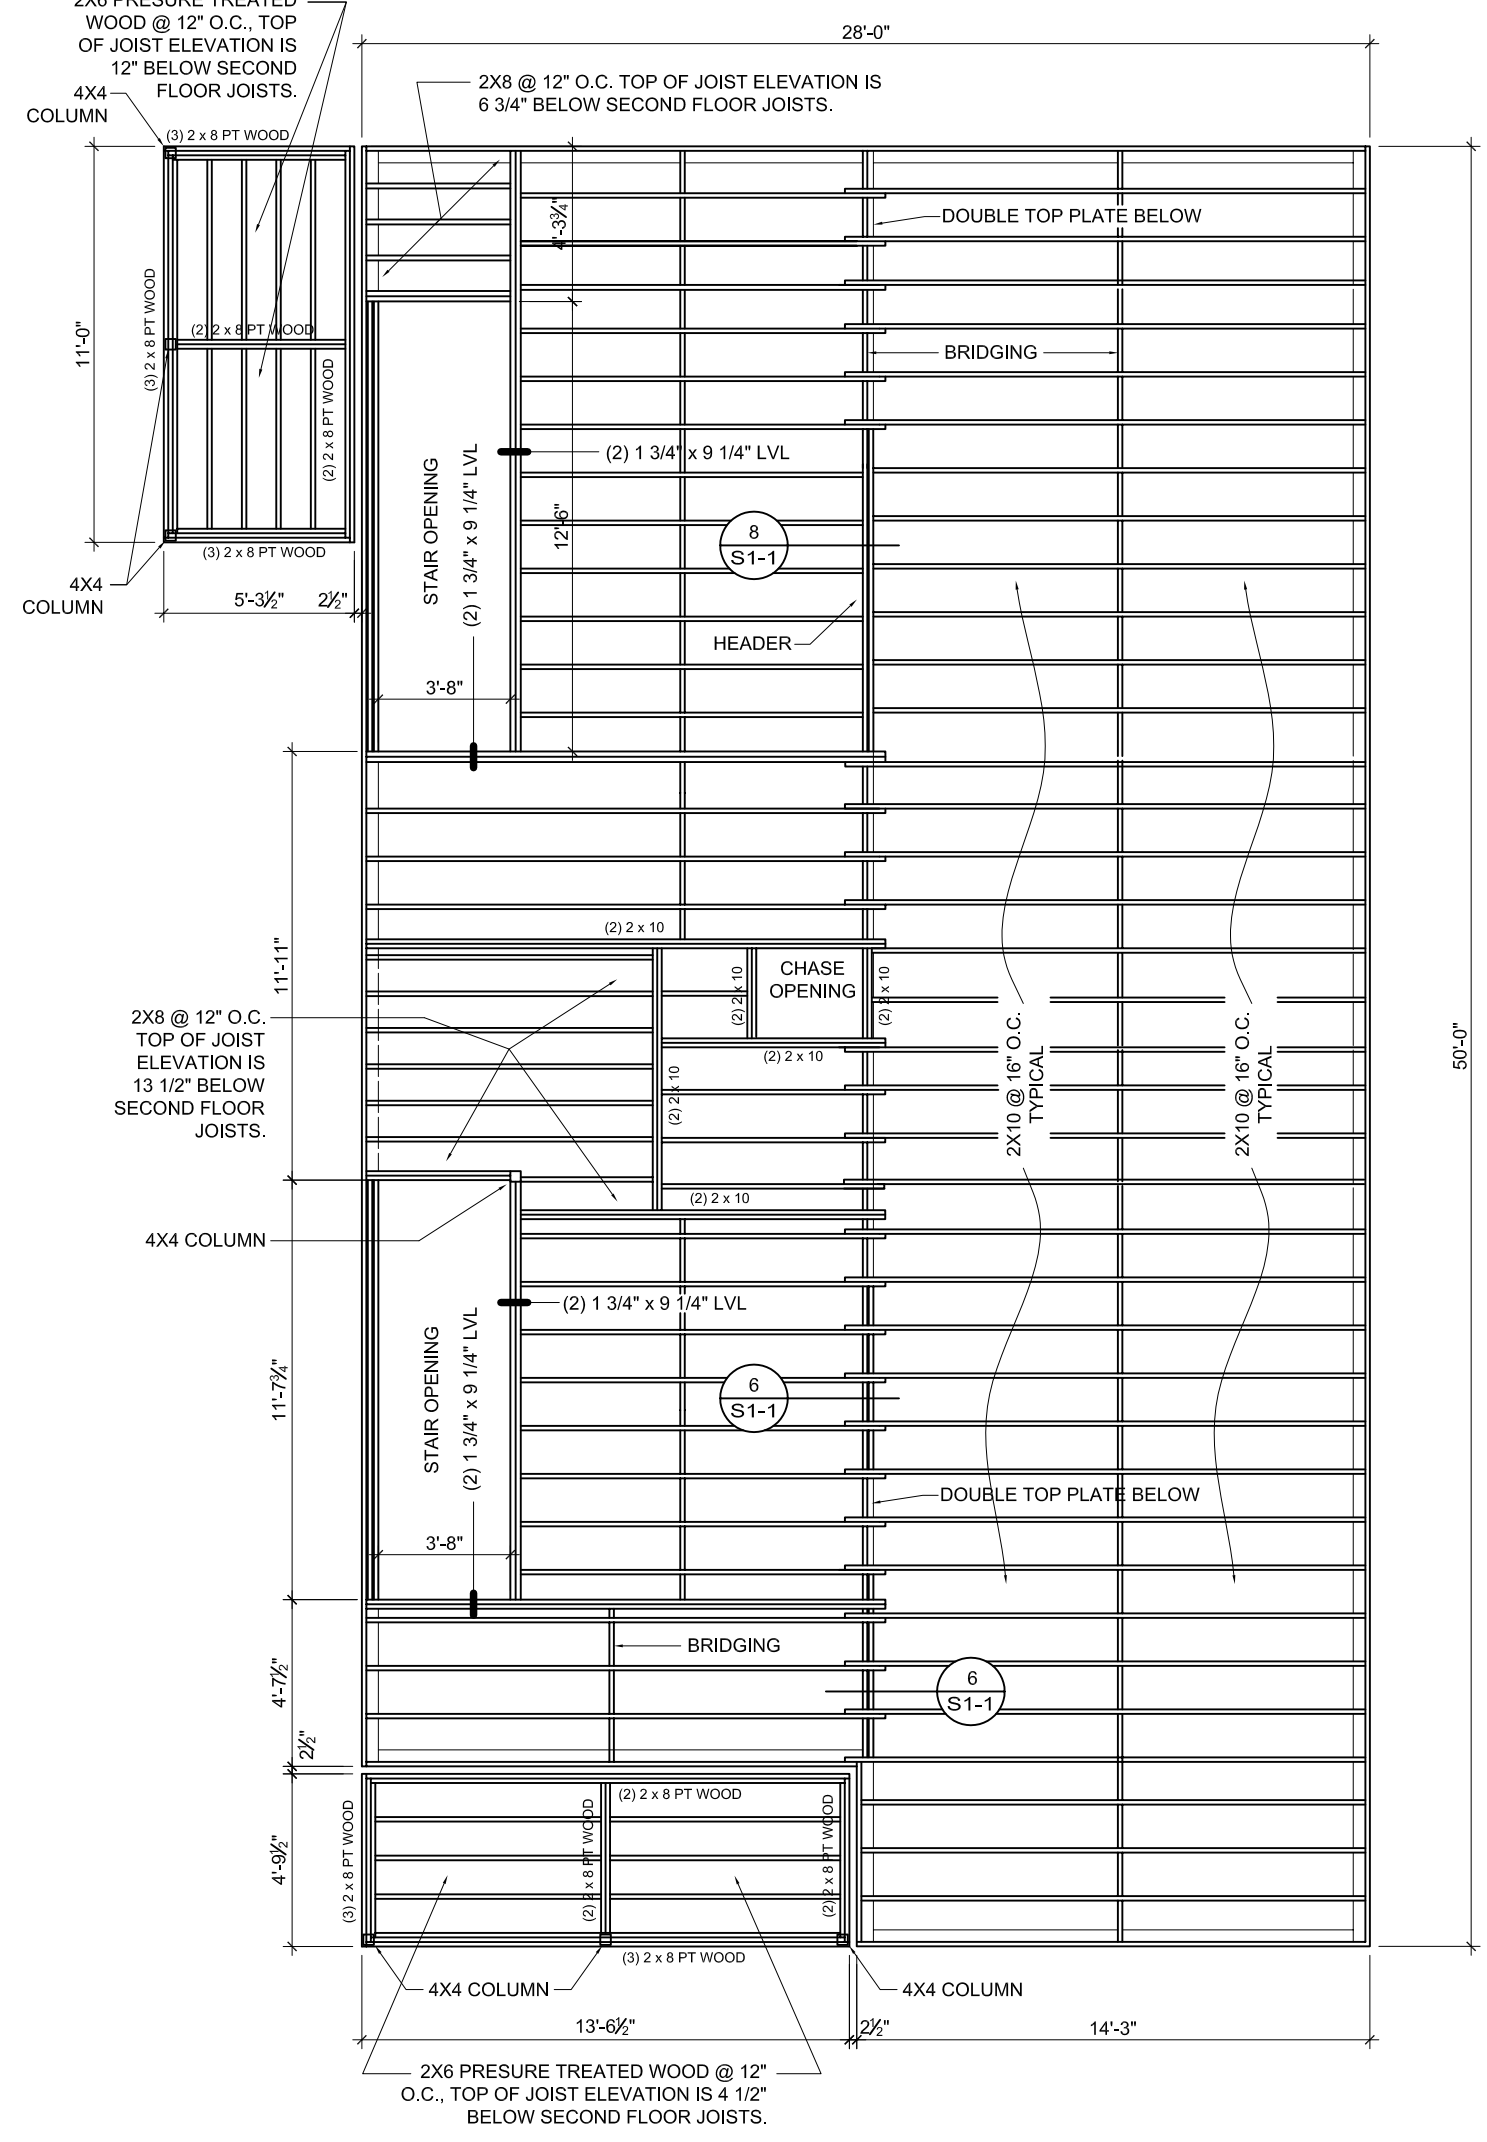 2X6 PRESURE TREATED
WOOD @ 12" O.C., TOP
OF JOIST ELEVATION IS
12" BELOW SECOND
FLOOR JOISTS.
28'-0"
2X8 @ 12" O.C. TOP OF JOIST ELEVATION IS
6 3/4" BELOW SECOND FLOOR JOISTS.
4X4
COLUMN
(3) 2 x 8 PT WOOD
4'-3¾"
DOUBLE TOP PLATE BELOW
11'-0"
(3) 2 x 8 PT WOOD
(2) 2 x 8 PT WOOD
(2) 2 x 8 PT WOOD
BRIDGING
STAIR OPENING
(2) 1 3/4" x 9 1/4" LVL
(2) 1 3/4" x 9 1/4" LVL
12'-6"
8
S1-1
(3) 2 x 8 PT WOOD
4X4
COLUMN
5'-3½"
2½"
HEADER
3'-8"
11'-11"
(2) 2 x 10
CHASE
OPENING
(2) 2 x 10
(2) 2 x 10
(2) 2 x 10
(2) 2 x 10
(2) 2 x 10
2X8 @ 12" O.C.
TOP OF JOIST
ELEVATION IS
13 1/2" BELOW
SECOND FLOOR
JOISTS.
2X10 @ 16" O.C.
TYPICAL
2X10 @ 16" O.C.
TYPICAL
50'-0"
4X4 COLUMN
(2) 1 3/4" x 9 1/4" LVL
STAIR OPENING
(2) 1 3/4" x 9 1/4" LVL
11'-7¾"
6
S1-1
DOUBLE TOP PLATE BELOW
3'-8"
BRIDGING
4'-7½"
6
S1-1
2½"
4'-9½"
(3) 2 x 8 PT WOOD
(2) 2 x 8 PT WOOD
(2) 2 x 8 PT WOOD
(2) 2 x 8 PT WOOD
(3) 2 x 8 PT WOOD
4X4 COLUMN
4X4 COLUMN
13'-6½"
2½"
14'-3"
2X6 PRESURE TREATED WOOD @ 12"
O.C., TOP OF JOIST ELEVATION IS 4 1/2"
BELOW SECOND FLOOR JOISTS.